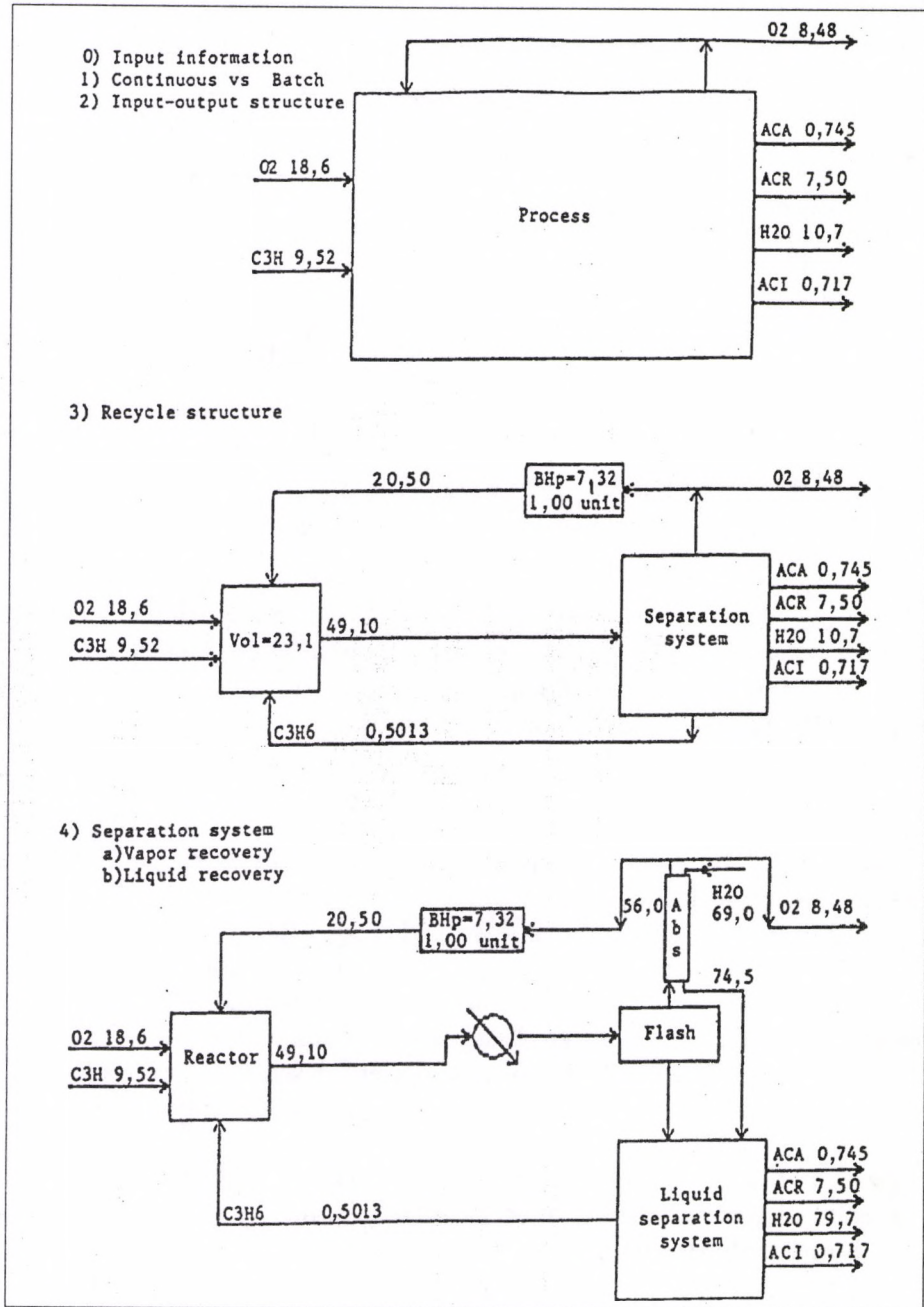 0) Input information
1) Continuous vs Batch
2) Input-output structure
O2 8,48
O2 18,6
C3H 9,52
Process
ACA 0,745
ACR 7,50
H2O 10,7
ACI 0,717
3) Recycle structure
20,50
BHp=7,32
1,00 unit
O2 8,48
O2 18,6
C3H 9,52
Vol=23,1
49,10
Separation
system
ACA 0,745
ACR 7,50
H2O 10,7
ACI 0,717
C3H6 0,5013
4) Separation system
a)Vapor recovery
b)Liquid recovery
20,50
BHp=7,32
1,00 unit
56,0
Abs
H2O
69,0
O2 8,48
74,5
O2 18,6
C3H 9,52
Reactor
49,10
Flash
C3H6 0,5013
Liquid
separation
system
ACA 0,745
ACR 7,50
H2O 79,7
ACI 0,717